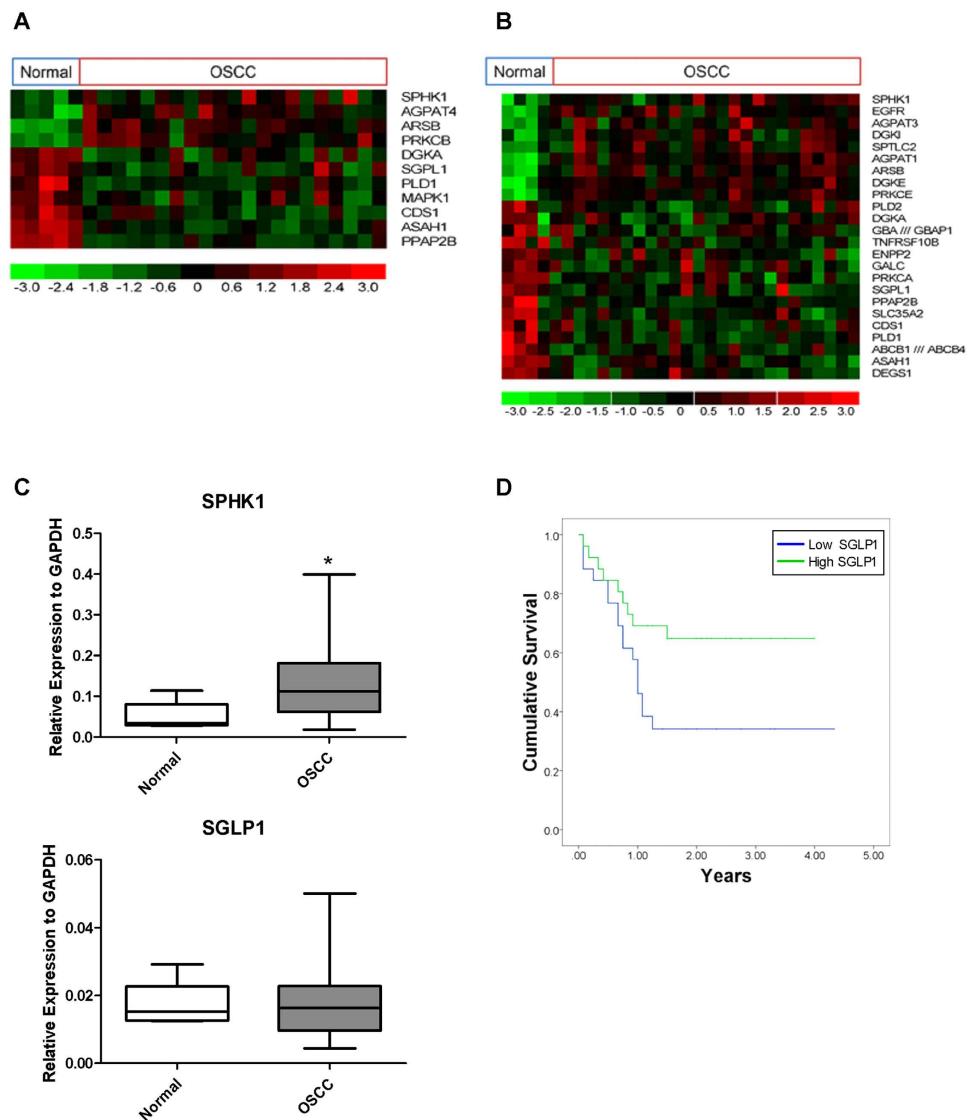 A
Normal OSCC
SPHK1
AGPAT4
ARSB
PRKCB
DGKA
SGPL1
PLD1
MAPK1
CDS1
ASAH1
PPAP2B
-3.0 -2.4 -1.8 -1.2 -0.6 0 0.6 1.2 1.8 2.4 3.0
B
Normal OSCC
SPHK1
EGFR
AGPAT3
DGKI
SPTLC2
AGPAT1
ARSB
DGKE
PRKCE
PLD2
DGKA
GBA /// GBAP1
TNFRSF10B
ENPP2
GALC
PRKCA
SGPL1
PPAP2B
SLC35A2
CDS1
PLD1
ABCB1 /// ABCB4
ASAH1
DEGS1
-3.0 -2.5 -2.0 -1.5 -1.0 -0.5 0 0.5 1.0 1.5 2.0 2.5 3.0
C
SPHK1
Relative Expression to GAPDH
0.5
0.4
0.3
0.2
0.1
0.0
*
Normal OSCC
SGLP1
Relative Expression to GAPDH
0.06
0.04
0.02
0.00
Normal OSCC
D
Low SGLP1
High SGLP1
Cumulative Survival
1.0
0.8
0.6
0.4
0.2
0.0
.00 1.00 2.00 3.00 4.00 5.00
Years